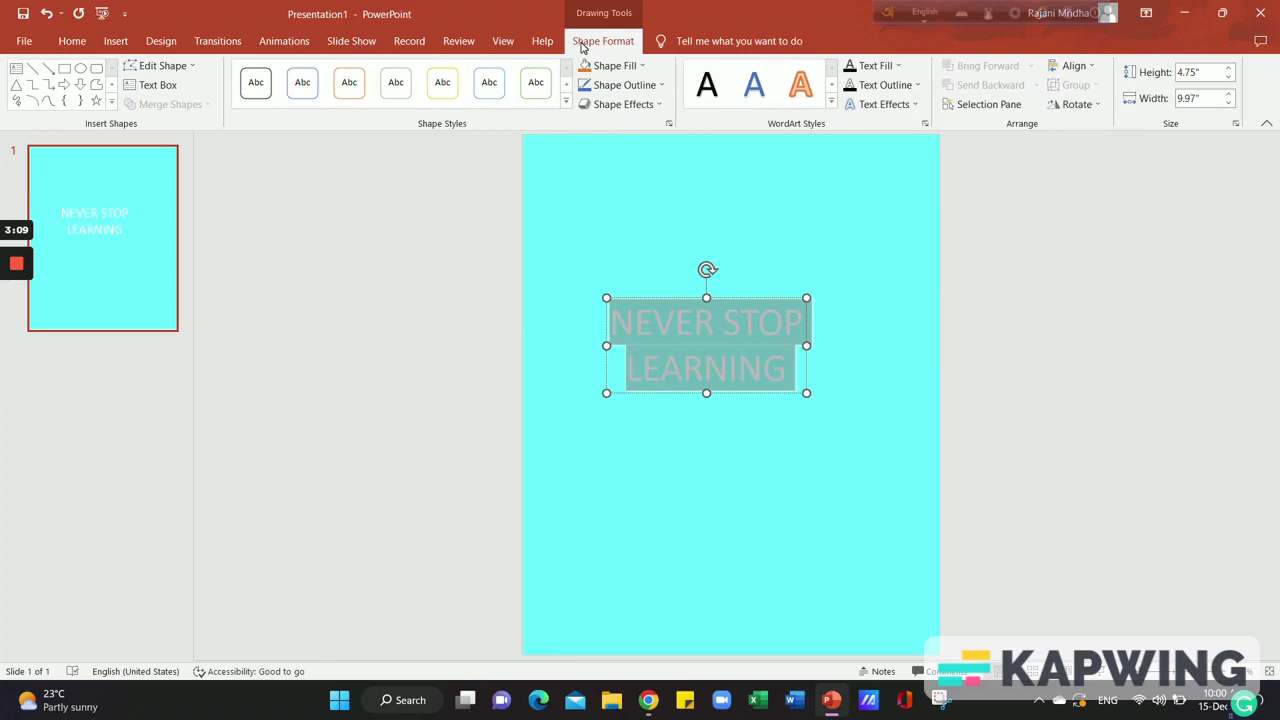 Presentation1 - PowerPoint
Drawing Tools
English
Rajani Mridha
File Home Insert Design Transitions Animations Slide Show Record Review View Help Shape Format Tell me what you want to do
Edit Shape
Text Box
Merge Shapes
Insert Shapes
Abc Abc Abc Abc Abc Abc Abc
Shape Fill
Shape Outline
Shape Effects
Shape Styles
A A A
Text Fill
Text Outline
Text Effects
WordArt Styles
Bring Forward
Send Backward
Selection Pane
Align
Group
Rotate
Arrange
Height: 4.75"
Width: 9.97"
Size
1
NEVER STOP
LEARNING
3:09
NEVER STOP
LEARNING
Slide 1 of 1
English (United States)
Accessibility: Good to go
Notes
Comments
KAPWING
23°C
Partly sunny
Search
ENG
10:00
15-Dec